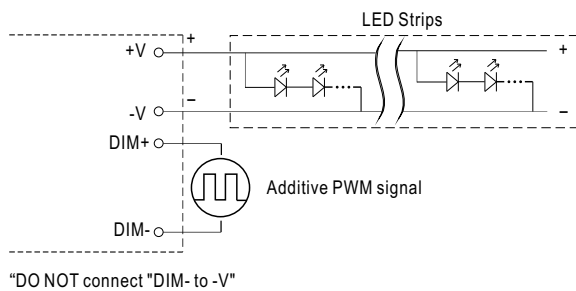 LED Strips
+V
+
+
-V
−
−
DIM+
Additive PWM signal
DIM-
“DO NOT connect "DIM- to -V"